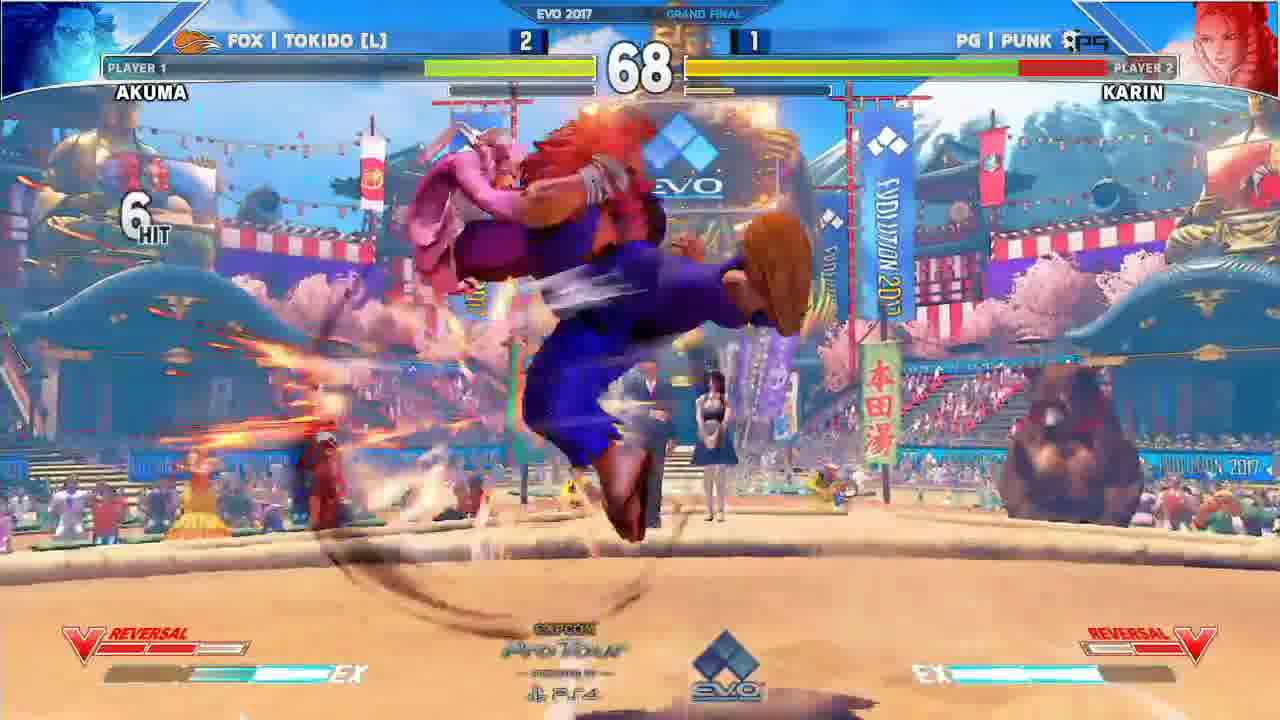 EVO 2017 GRAND FINAL
FOX | TOKIDO [L] 2 68 1 PG | PUNK
PLAYER 1 PLAYER 2
AKUMA KARIN
EVO
6
HIT
本田湯
REVERSAL REVERSAL
EX EX
CAPCOM
Pro Tour
PS4
EVO